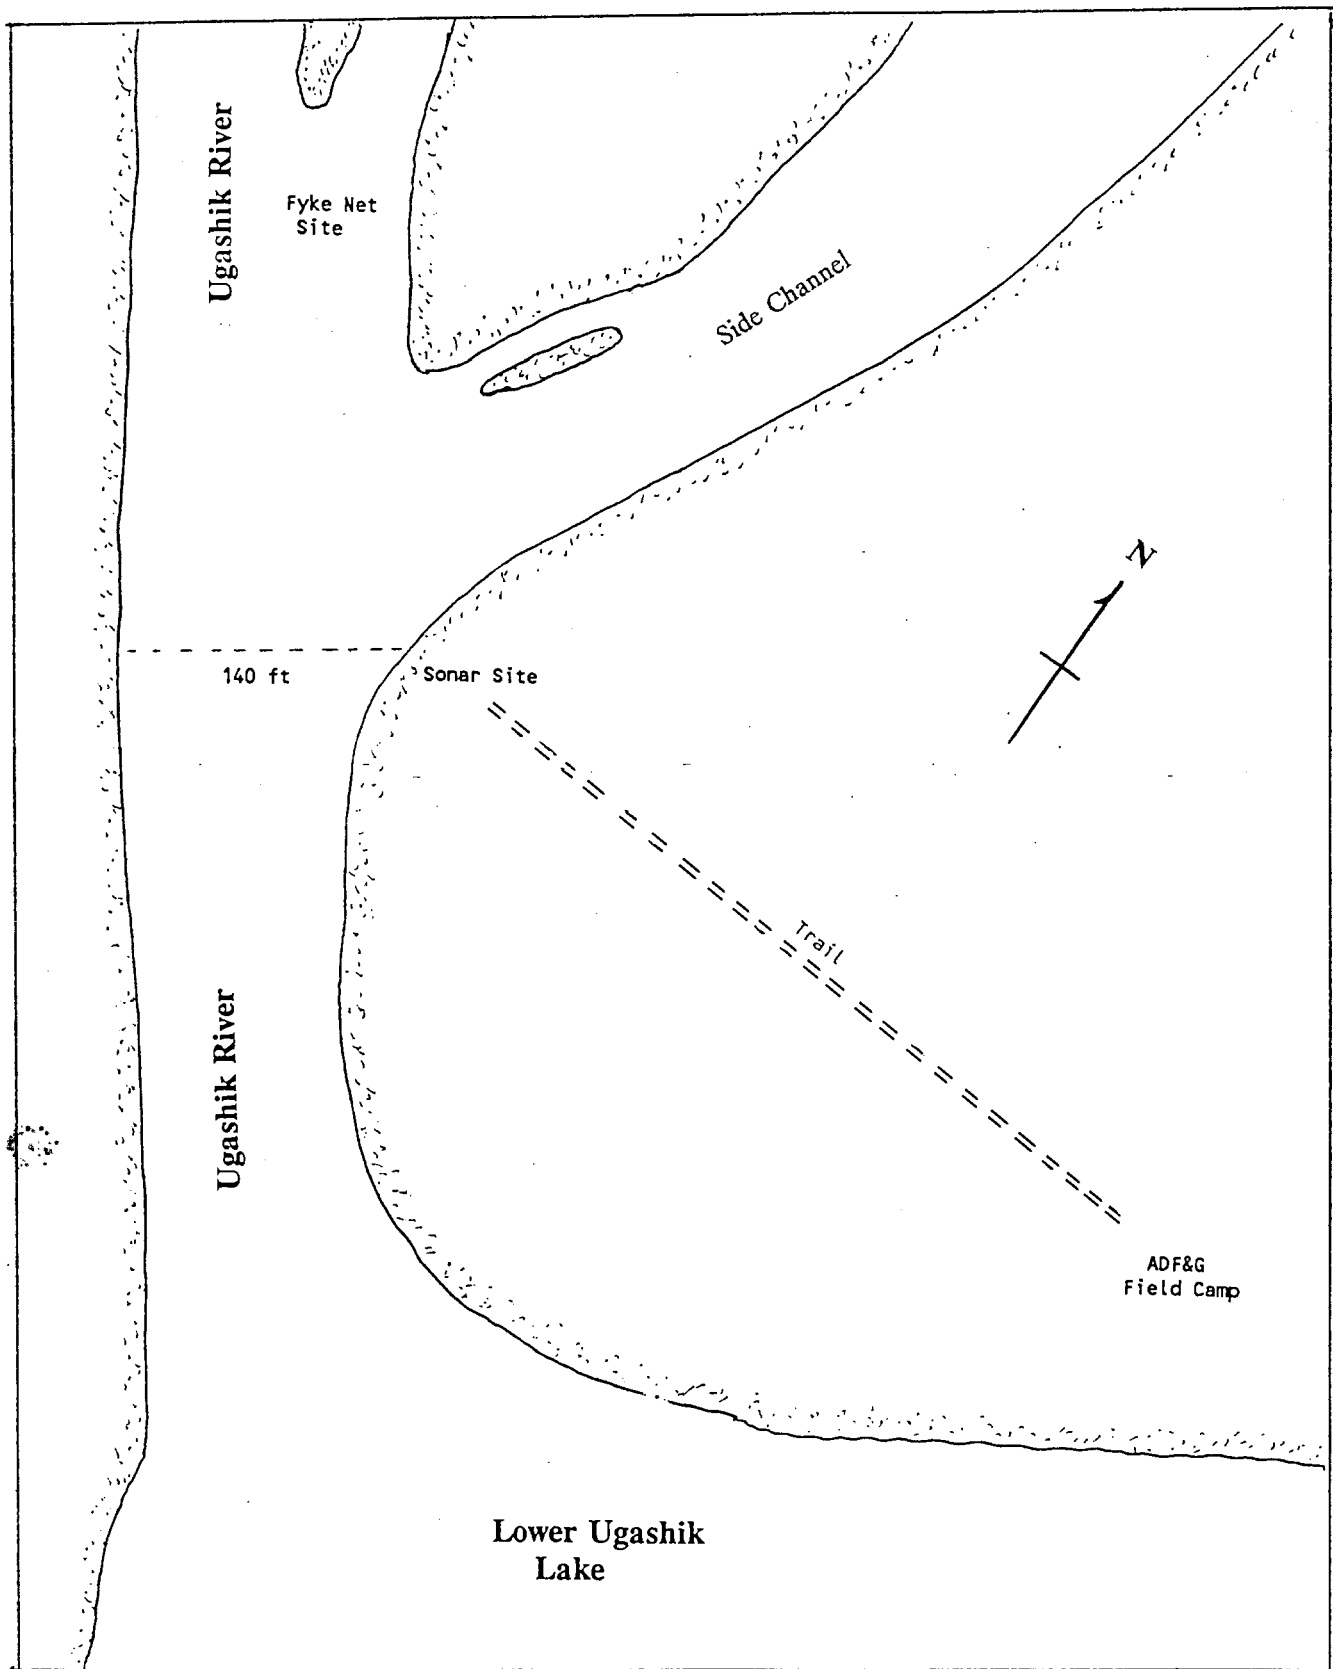 Ugashik River
Fyke Net
Site
Side Channel
N
140 ft
Sonar Site
Trail
Ugashik River
ADF&G
Field Camp
Lower Ugashik
Lake